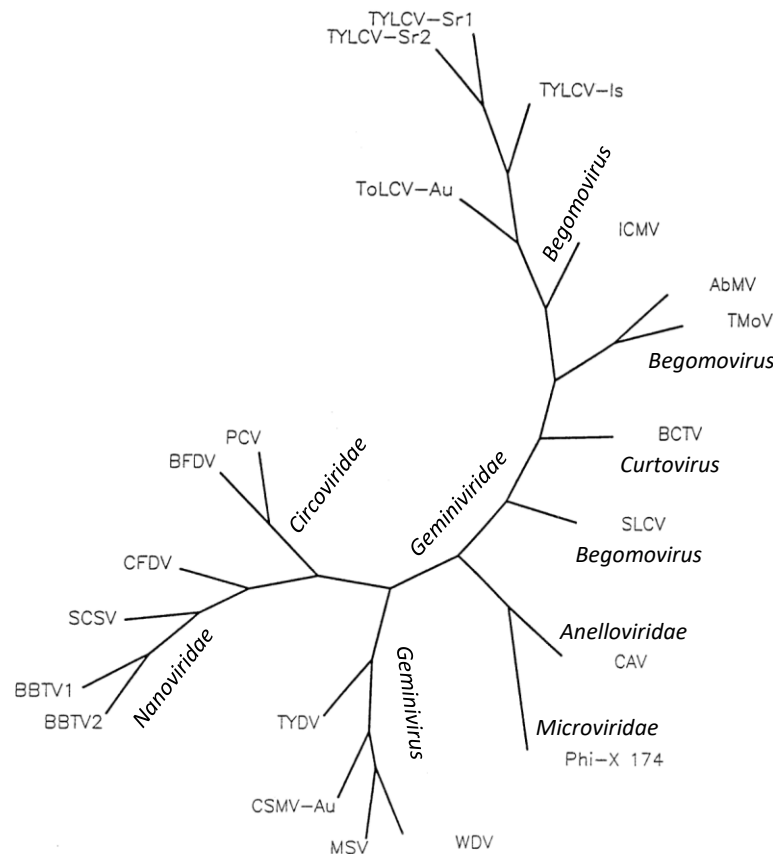 TYLCV-Sr1
TYLCV-Sr2
TYLCV-Is
Begomovirus
ToLCV-Au
ICMV
AbMV
TMoV
Begomovirus
PCV
BFDV
Circoviridae
Geminiviridae
BCTV
Curtovirus
SLCV
Begomovirus
CFDV
SCSV
Nanoviridae
BBTV1
BBTV2
Geminivirus
TYDV
Anelloviridae
CAV
Microviridae
Phi-X 174
CSMV-Au
MSV
WDV